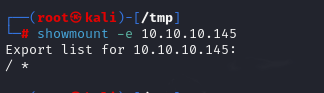 ┌──(root㉿kali)-[/tmp]
└─# showmount -e 10.10.10.145
Export list for 10.10.10.145:
/ *